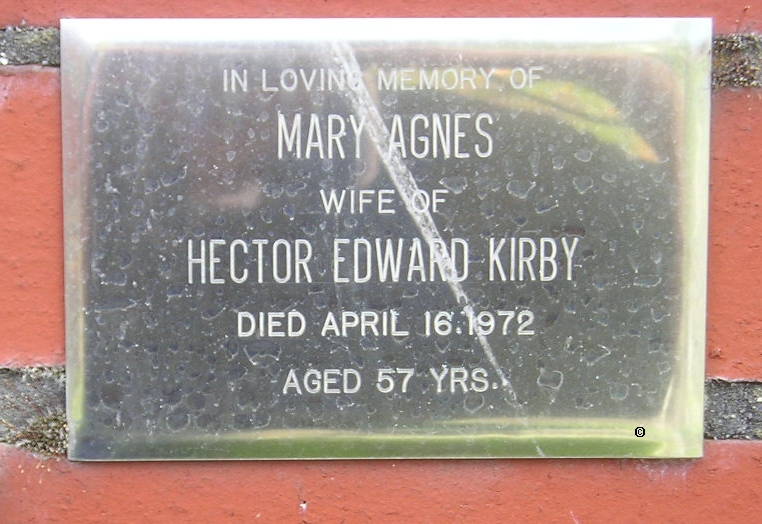 IN LOVING MEMORY OF
MARY AGNES
WIFE OF
HECTOR EDWARD KIRBY
DIED APRIL 16.1972
AGED 57 YRS.
©